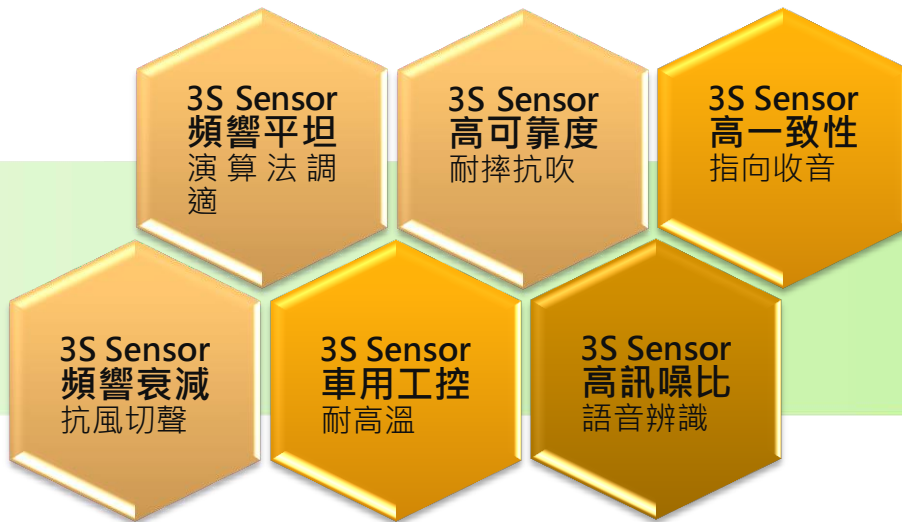 3S Sensor
頻響平坦
演算法調
適
3S Sensor
高可靠度
耐摔抗吹
3S Sensor
高一致性
指向收音
3S Sensor
頻響衰減
抗風切聲
3S Sensor
車用工控
耐高溫
3S Sensor
高訊噪比
語音辨識